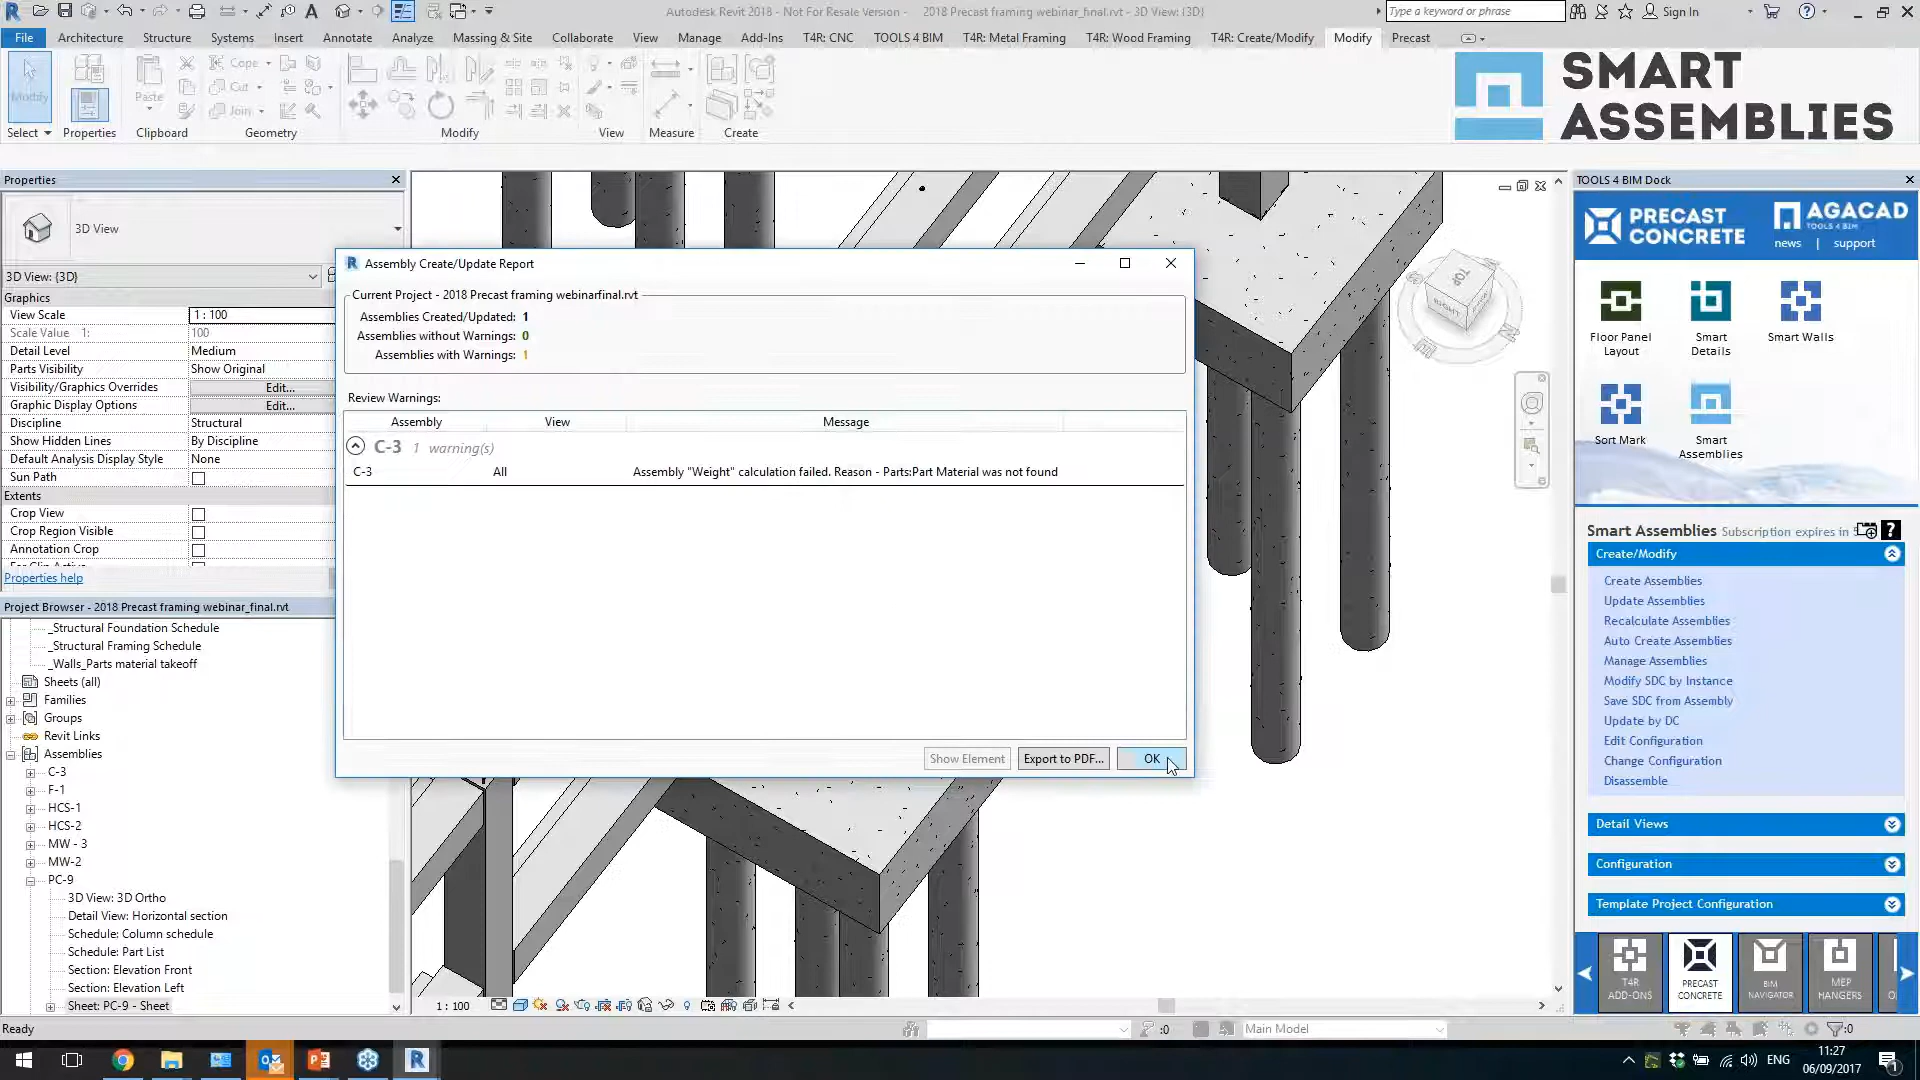 Autodesk Revit 2018 - Not For Resale Version - 2018 Precast framing webinar_final.rvt - 3D View: {3D}
Type a keyword or phrase
Sign In
File Architecture Structure Systems Insert Annotate Analyze Massing & Site Collaborate View Manage Add-Ins T4R: CNC TOOLS 4 BIM T4R: Metal Framing T4R: Wood Framing T4R: Create/Modify Modify Precast
Modify
Paste
Cope
Cut
Join
Select Properties Clipboard Geometry Modify View Measure Create
SMART
ASSEMBLIES
Properties
3D View
3D View: {3D}
Graphics
View Scale 1 : 100
Scale Value 1: 100
Detail Level Medium
Parts Visibility Show Original
Visibility/Graphics Overrides Edit...
Graphic Display Options Edit...
Discipline Structural
Show Hidden Lines By Discipline
Default Analysis Display Style None
Sun Path
Extents
Crop View
Crop Region Visible
Annotation Crop
Properties help
Project Browser - 2018 Precast framing webinar_final.rvt
_Structural Foundation Schedule
_Structural Framing Schedule
_Walls_Parts material takeoff
Sheets (all)
Families
Groups
Revit Links
Assemblies
C-3
F-1
HCS-1
HCS-2
MW - 3
MW-2
PC-9
3D View: 3D Ortho
Detail View: Horizontal section
Schedule: Column schedule
Schedule: Part List
Section: Elevation Front
Section: Elevation Left
Sheet: PC-9 - Sheet
Assembly Create/Update Report
Current Project - 2018 Precast framing webinarfinal.rvt
Assemblies Created/Updated: 1
Assemblies without Warnings: 0
Assemblies with Warnings: 1
Review Warnings:
Assembly View Message
C-3 1 warning(s)
C-3 All Assembly "Weight" calculation failed. Reason - Parts:Part Material was not found
Show Element Export to PDF... OK
TOP
RIGHT
TOOLS 4 BIM Dock
PRECAST
CONCRETE
AGACAD
TOOLS 4 BIM
news | support
Floor Panel
Layout
Smart
Details
Smart Walls
Sort Mark
Smart
Assemblies
Smart Assemblies Subscription expires in 5
Create/Modify
Create Assemblies
Update Assemblies
Recalculate Assemblies
Auto Create Assemblies
Manage Assemblies
Modify SDC by Instance
Save SDC from Assembly
Update by DC
Edit Configuration
Change Configuration
Disassemble
Detail Views
Configuration
Template Project Configuration
T4R
ADD-ONS
PRECAST
CONCRETE
BIM
NAVIGATOR
MEP
HANGERS
1 : 100
Ready
:0
Main Model
:0
ENG
11:27
06/09/2017